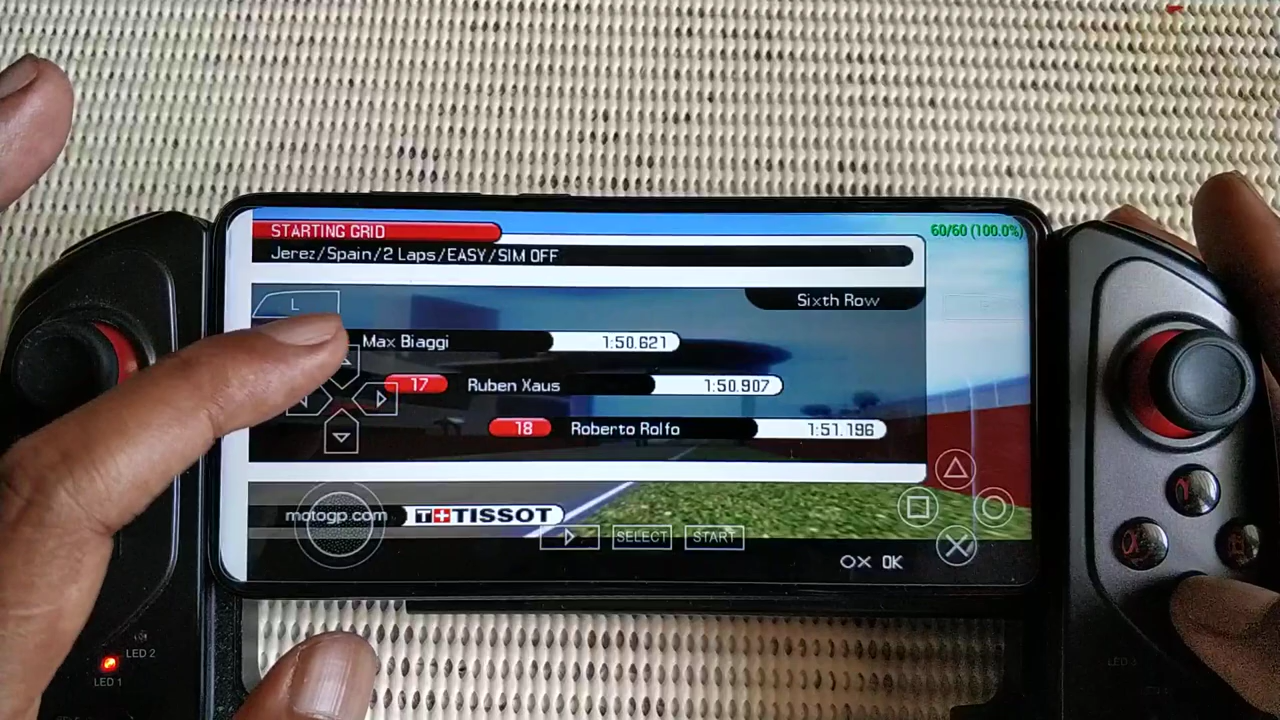 STARTING GRID
60/60 (100.0%)
Jerez/Spain/2 Laps/EASY/SIM OFF
L
Sixth Row
Max Biaggi 1:50.621
17 Ruben Xaus 1:50.907
18 Roberto Rolfo 1:51.196
motogp.com TISSOT
SELECT START
OX OK
LED 2
LED 1